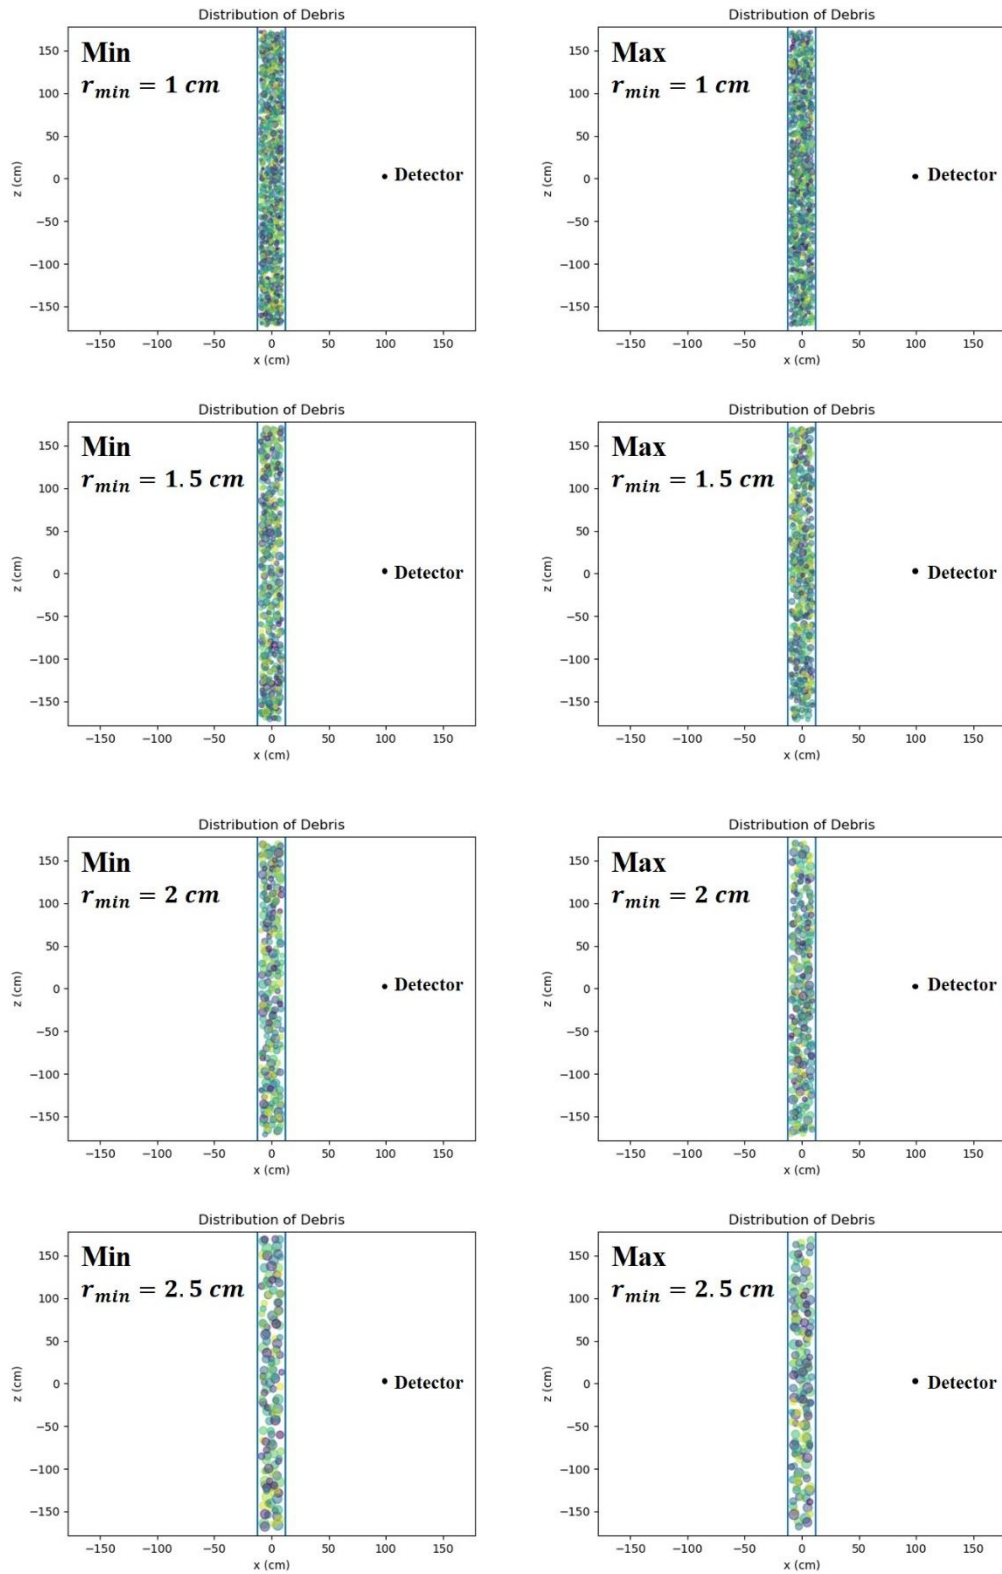 Distribution of Debris
Min
r_min = 1 cm
Detector
z (cm)
150
100
50
0
−50
−100
−150
−150 −100 −50 0 50 100 150
x (cm)
Distribution of Debris
Max
r_min = 1 cm
Detector
z (cm)
150
100
50
0
−50
−100
−150
−150 −100 −50 0 50 100 150
x (cm)
Distribution of Debris
Min
r_min = 1.5 cm
Detector
z (cm)
150
100
50
0
−50
−100
−150
−150 −100 −50 0 50 100 150
x (cm)
Distribution of Debris
Max
r_min = 1.5 cm
Detector
z (cm)
150
100
50
0
−50
−100
−150
−150 −100 −50 0 50 100 150
x (cm)
Distribution of Debris
Min
r_min = 2 cm
Detector
z (cm)
150
100
50
0
−50
−100
−150
−150 −100 −50 0 50 100 150
x (cm)
Distribution of Debris
Max
r_min = 2 cm
Detector
z (cm)
150
100
50
0
−50
−100
−150
−150 −100 −50 0 50 100 150
x (cm)
Distribution of Debris
Min
r_min = 2.5 cm
Detector
z (cm)
150
100
50
0
−50
−100
−150
−150 −100 −50 0 50 100 150
x (cm)
Distribution of Debris
Max
r_min = 2.5 cm
Detector
z (cm)
150
100
50
0
−50
−100
−150
−150 −100 −50 0 50 100 150
x (cm)